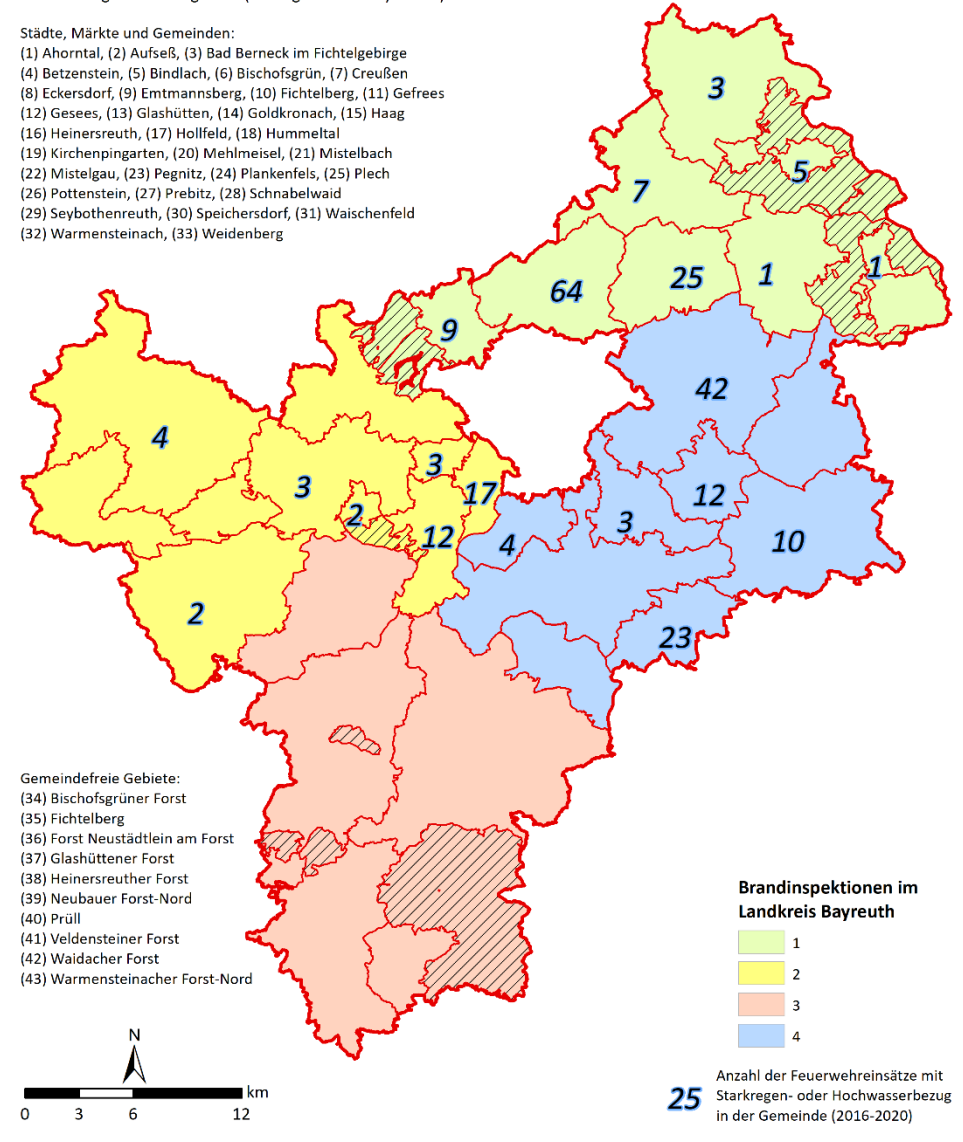 Städte, Märkte und Gemeinden:
(1) Ahorntal, (2) Aufseß, (3) Bad Berneck im Fichtelgebirge
(4) Betzenstein, (5) Bindlach, (6) Bischofsgrün, (7) Creußen
(8) Eckersdorf, (9) Emtmannsberg, (10) Fichtelberg, (11) Gefrees
(12) Gesees, (13) Glashütten, (14) Goldkronach, (15) Haag
(16) Heinersreuth, (17) Hollfeld, (18) Hummeltal
(19) Kirchenpingarten, (20) Mehlmeisel, (21) Mistelbach
(22) Mistelgau, (23) Pegnitz, (24) Plankenfels, (25) Plech
(26) Pottenstein, (27) Prebitz, (28) Schnabelwaid
(29) Seybothenreuth, (30) Speichersdorf, (31) Waischenfeld
(32) Warmensteinach, (33) Weidenberg
3
5
7
1
1
25
64
9
42
4
3
3
17
2
12
12
3
4
10
2
23
Gemeindefreie Gebiete:
(34) Bischofsgrüner Forst
(35) Fichtelberg
(36) Forst Neustädtlein am Forst
(37) Glashüttener Forst
(38) Heinersreuther Forst
(39) Neubauer Forst-Nord
(40) Prüll
(41) Veldensteiner Forst
(42) Waidacher Forst
(43) Warmensteinacher Forst-Nord
N
km
0 3 6 12
Brandinspektionen im
Landkreis Bayreuth
1
2
3
4
25
Anzahl der Feuerwehreinsätze mit
Starkregen- oder Hochwasserbezug
in der Gemeinde (2016-2020)